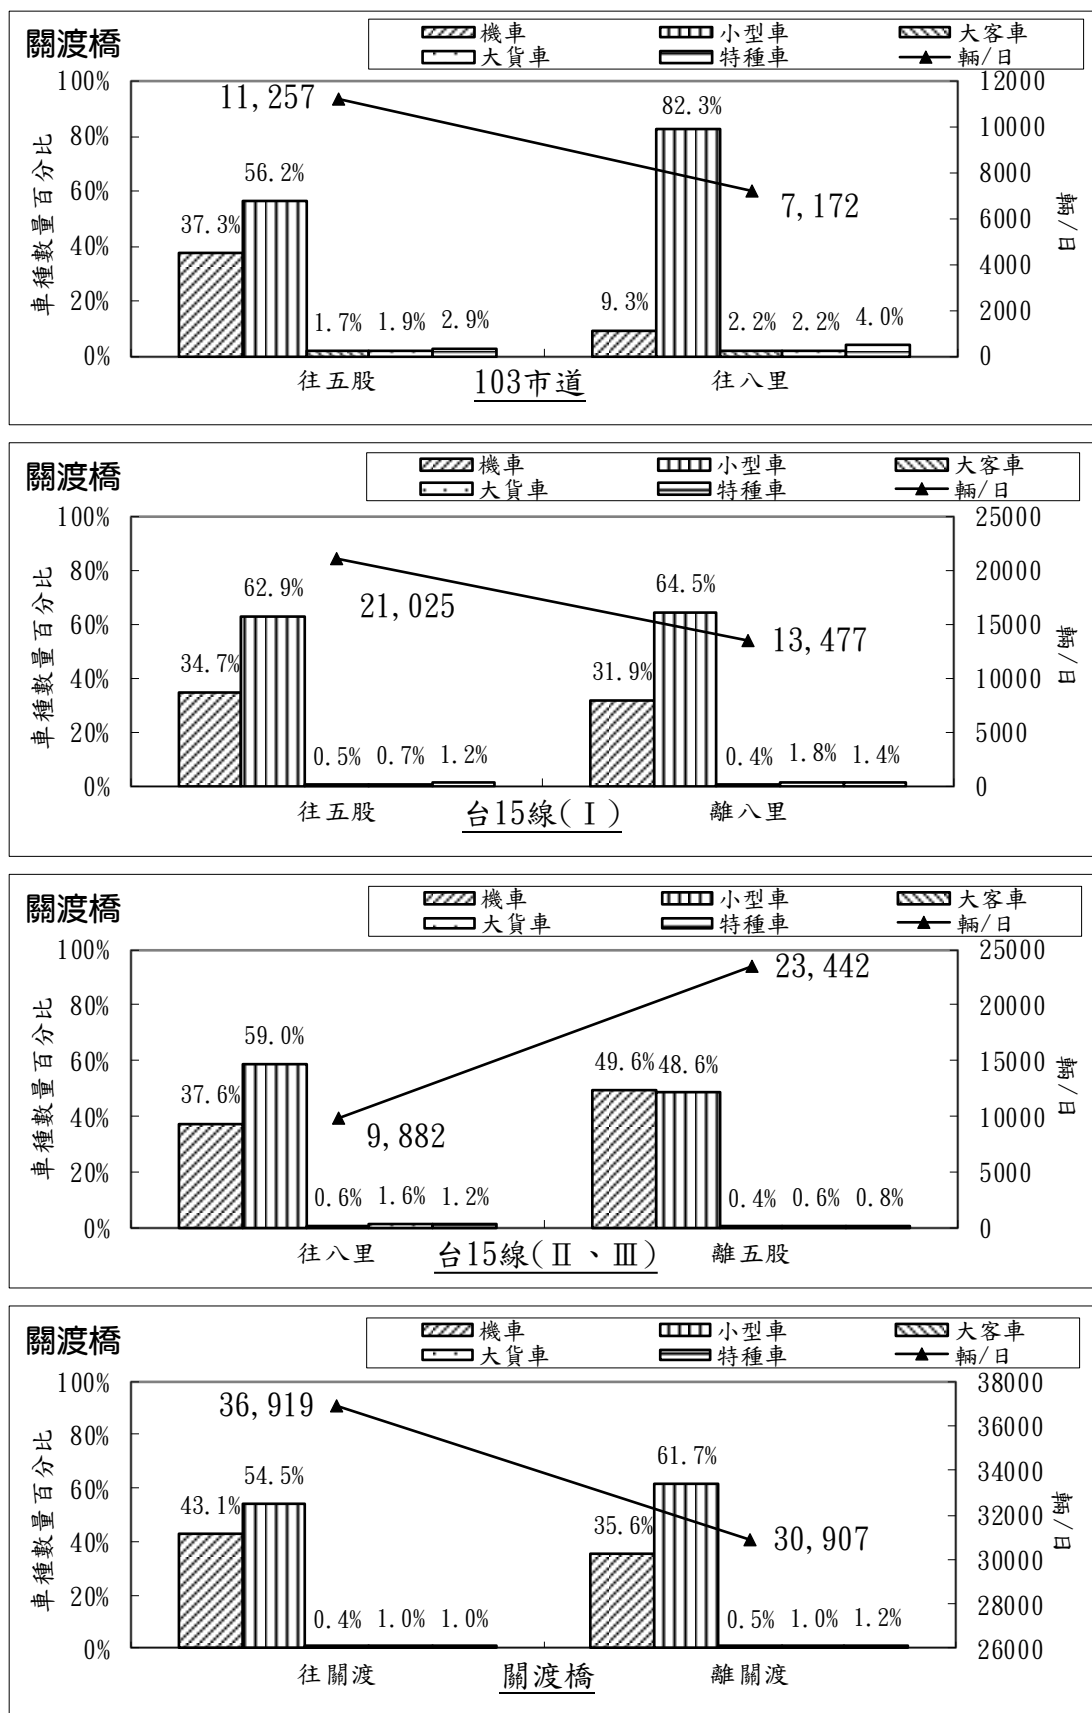 關渡橋
機車 小型車 大客車
大貨車 特種車 輛/日
100% 12000
80% 10000
60% 8000
40% 6000
20% 4000
0% 2000
0
車種數量百分比
輛/日
11,257
7,172
37.3% 56.2% 1.7% 1.9% 2.9%
9.3% 82.3% 2.2% 2.2% 4.0%
往五股 往八里
103市道
關渡橋
機車 小型車 大客車
大貨車 特種車 輛/日
100% 25000
80% 20000
60% 15000
40% 10000
20% 5000
0% 0
車種數量百分比
輛/日
21,025
13,477
34.7% 62.9% 0.5% 0.7% 1.2%
31.9% 64.5% 0.4% 1.8% 1.4%
往五股 離八里
台15線(Ⅰ)
關渡橋
機車 小型車 大客車
大貨車 特種車 輛/日
100% 25000
80% 20000
60% 15000
40% 10000
20% 5000
0% 0
車種數量百分比
輛/日
9,882
23,442
37.6% 59.0% 0.6% 1.6% 1.2%
49.6% 48.6% 0.4% 0.6% 0.8%
往八里 離五股
台15線(Ⅱ、Ⅲ)
關渡橋
機車 小型車 大客車
大貨車 特種車 輛/日
100% 38000
80% 36000
60% 34000
40% 32000
20% 30000
0% 28000
26000
車種數量百分比
輛/日
36,919
30,907
43.1% 54.5% 0.4% 1.0% 1.0%
35.6% 61.7% 0.5% 1.0% 1.2%
往關渡 離關渡
關渡橋